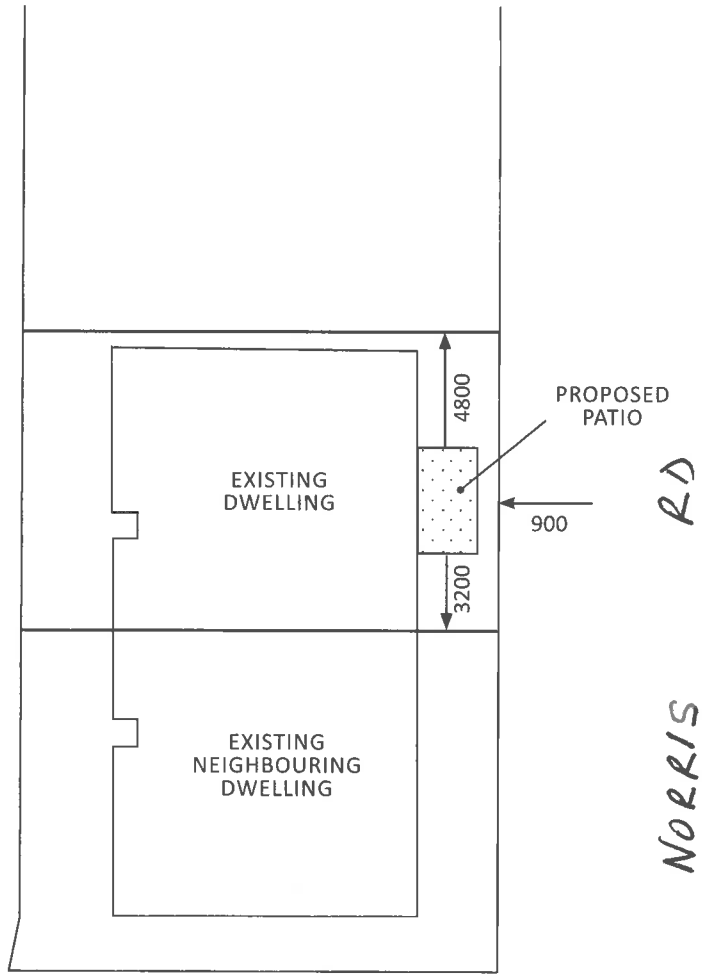 4800
PROPOSED
PATIO
EXISTING
DWELLING
900
3200
NORRIS RD
EXISTING
NEIGHBOURING
DWELLING